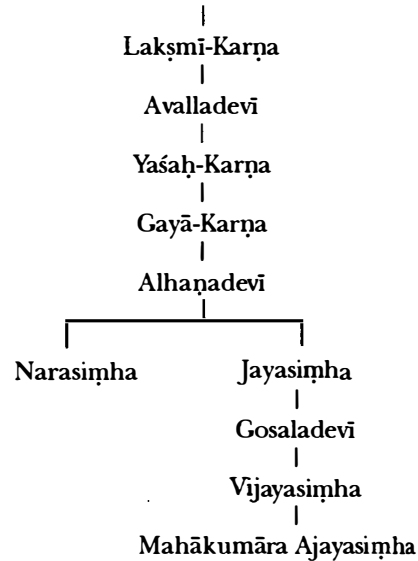 Lakṣmī-Karṇa
Avalladevī
Yaśaḥ-Karṇa
Gayā-Karṇa
Alhaṇadevī
Narasiṃha Jayasiṃha
Gosaladevī
Vijayasiṃha
Mahākumāra Ajayasiṃha